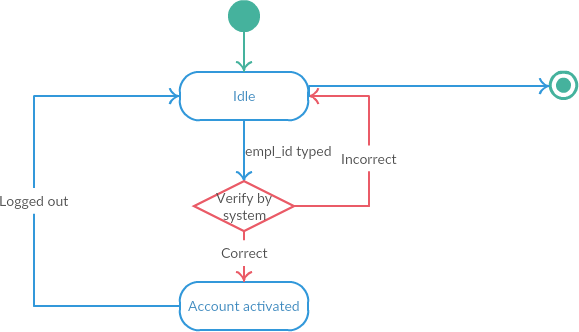 Idle
empl_id typed
Incorrect
Verify by
system
Logged out
Correct
Account activated